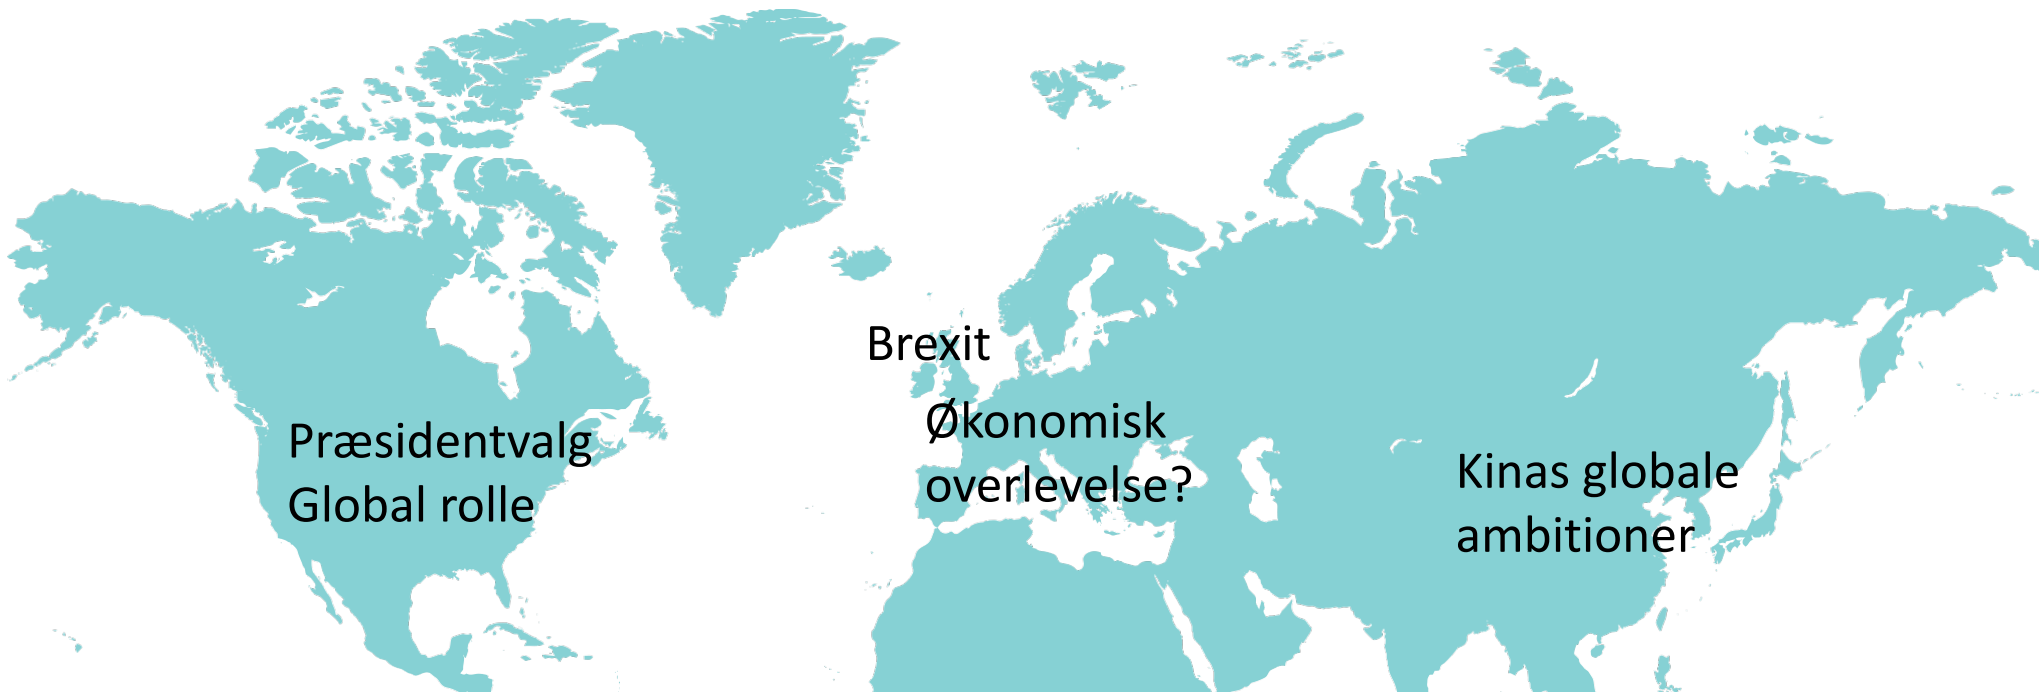 Brexit
Økonomisk
overlevelse?
Præsidentvalg
Global rolle
Kinas globale
ambitioner